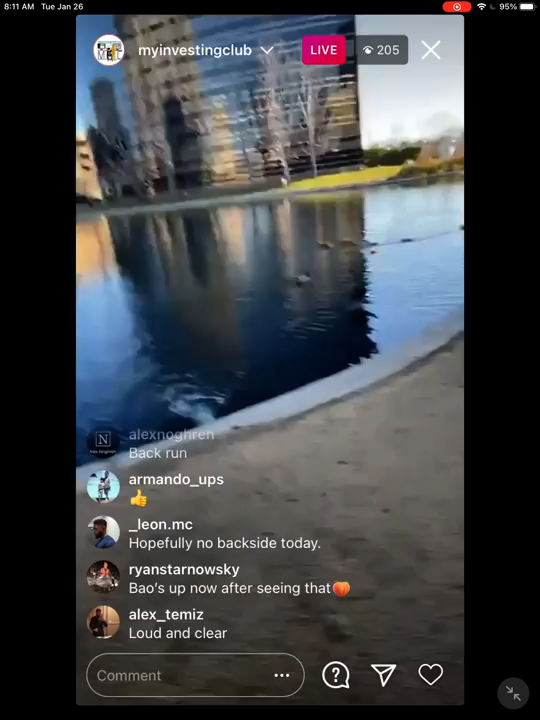 8:11 AM Tue Jan 26
95%
myinvestingclub
LIVE
205
alexnoghren
Back run
armando_ups
👍
_leon.mc
Hopefully no backside today.
ryanstarnowsky
Bao’s up now after seeing that🍑
alex_temiz
Loud and clear
Comment